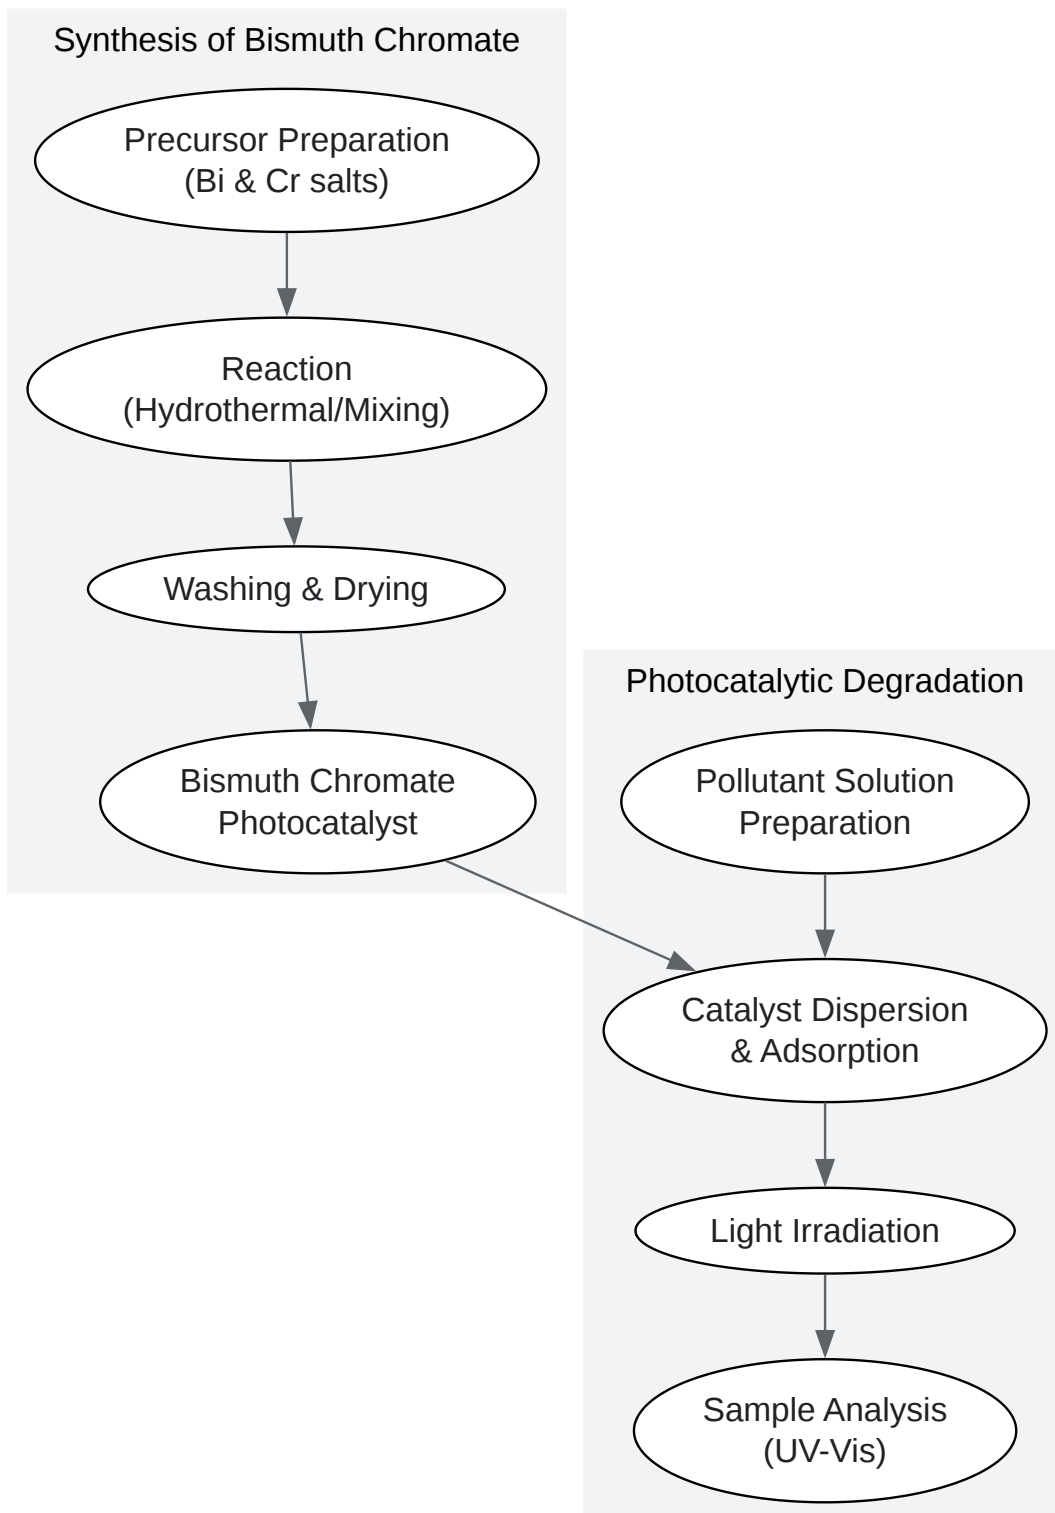 Synthesis of Bismuth Chromate
Precursor Preparation
(Bi & Cr salts)
Reaction
(Hydrothermal/Mixing)
Washing & Drying
Bismuth Chromate
Photocatalyst
Photocatalytic Degradation
Pollutant Solution
Preparation
Catalyst Dispersion
& Adsorption
Light Irradiation
Sample Analysis
(UV-Vis)